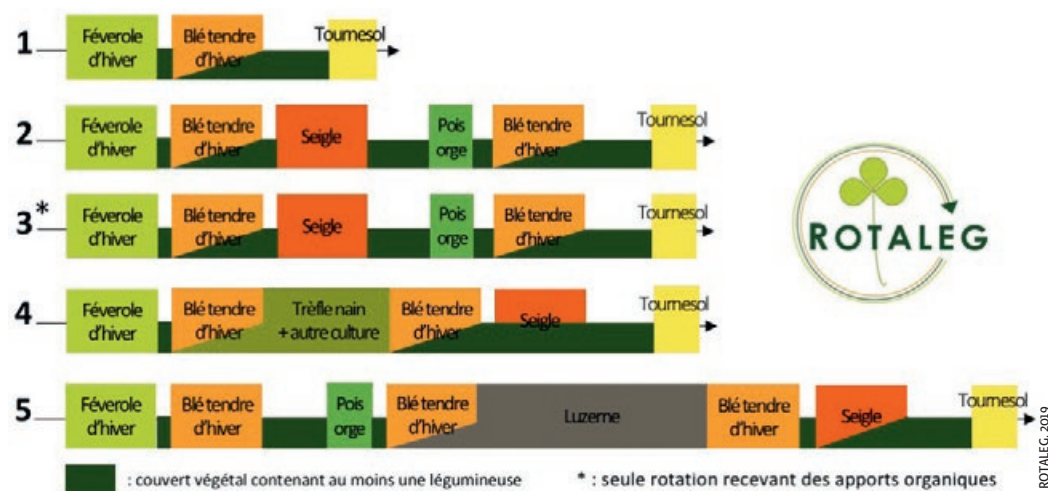 1 Féverole d'hiver Blé tendre d'hiver Tournesol
2 Féverole d'hiver Blé tendre d'hiver Seigle Pois orge Blé tendre d'hiver Tournesol
3* Féverole d'hiver Blé tendre d'hiver Seigle Pois orge Blé tendre d'hiver Tournesol
ROTALEG
4 Féverole d'hiver Blé tendre d'hiver Trèfle nain + autre culture Blé tendre d'hiver Seigle Tournesol
5 Féverole d'hiver Blé tendre d'hiver Pois orge Blé tendre d'hiver Luzerne Blé tendre d'hiver Seigle Tournesol
: couvert végétal contenant au moins une légumineuse
* : seule rotation recevant des apports organiques
ROTALEG, 2019